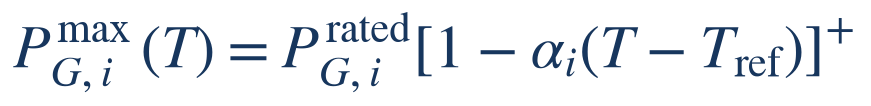 P_{G,i}^{max}(T) = P_{G,i}^{rated}[1 − α_i(T − T_{ref})]^+